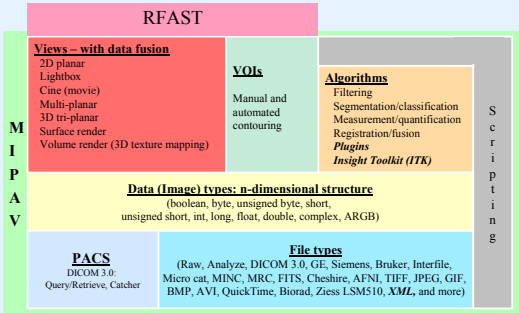 RFAST
Views – with data fusion
2D planar
Lightbox
Cine (movie)
Multi-planar
3D tri-planar
Surface render
Volume render (3D texture mapping)
VOIs
Manual and
automated
contouring
Algorithms
Filtering
Segmentation/classification
Measurement/quantification
Registration/fusion
Plugins
Insight Toolkit (ITK)
MIPAV
Scripting
Data (Image) types: n-dimensional structure
(boolean, byte, unsigned byte, short,
unsigned short, int, long, float, double, complex, ARGB)
PACS
DICOM 3.0:
Query/Retrieve, Catcher
File types
(Raw, Analyze, DICOM 3.0, GE, Siemens, Bruker, Interfile,
Micro cat, MINC, MRC, FITS, Cheshire, AFNI, TIFF, JPEG, GIF,
BMP, AVI, QuickTime, Biorad, Ziess LSM510, XML, and more)